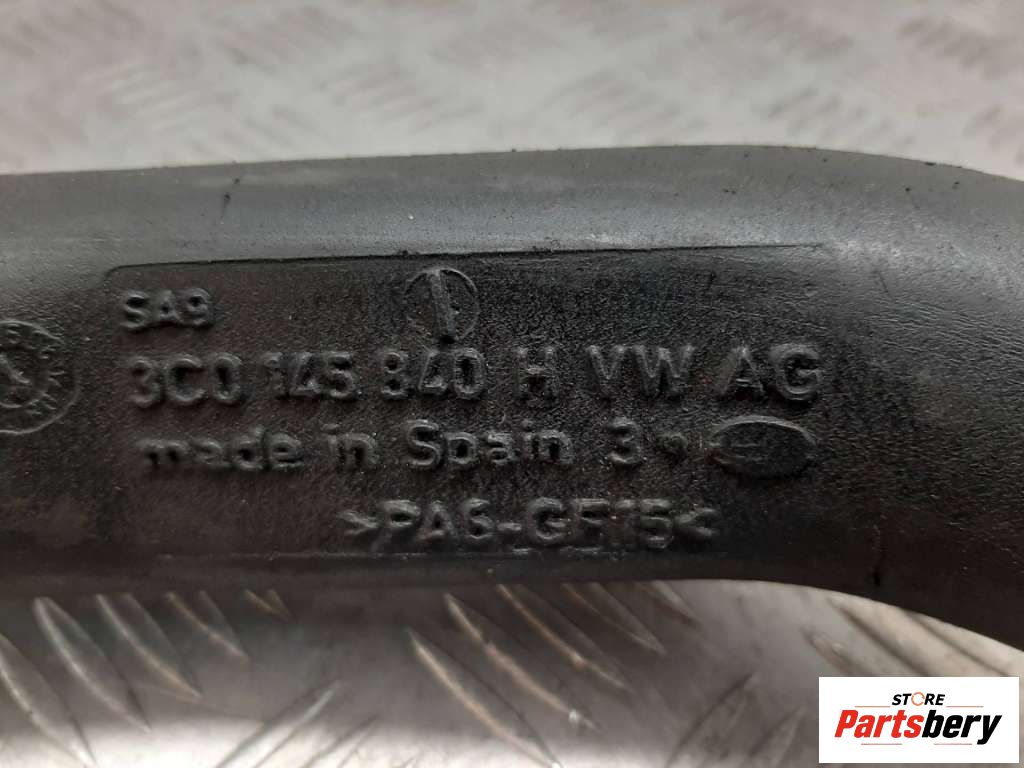 SA9
3C0 145 840 H VW AG
made in Spain 3
>PA6-GF15<
STORE
Partsbery